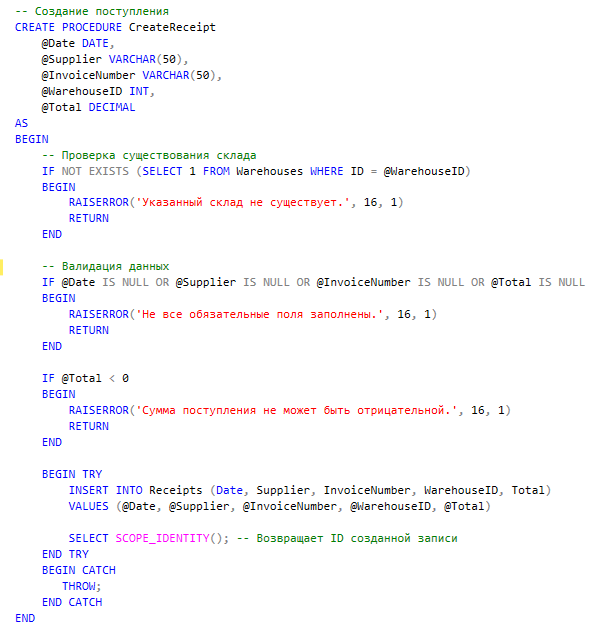 -- Создание поступления
CREATE PROCEDURE CreateReceipt
    @Date DATE,
    @Supplier VARCHAR(50),
    @InvoiceNumber VARCHAR(50),
    @WarehouseID INT,
    @Total DECIMAL
AS
BEGIN
    -- Проверка существования склада
    IF NOT EXISTS (SELECT 1 FROM Warehouses WHERE ID = @WarehouseID)
    BEGIN
        RAISERROR('Указанный склад не существует.', 16, 1)
        RETURN
    END

    -- Валидация данных
    IF @Date IS NULL OR @Supplier IS NULL OR @InvoiceNumber IS NULL OR @Total IS NULL
    BEGIN
        RAISERROR('Не все обязательные поля заполнены.', 16, 1)
        RETURN
    END

    IF @Total < 0
    BEGIN
        RAISERROR('Сумма поступления не может быть отрицательной.', 16, 1)
        RETURN
    END

    BEGIN TRY
        INSERT INTO Receipts (Date, Supplier, InvoiceNumber, WarehouseID, Total)
        VALUES (@Date, @Supplier, @InvoiceNumber, @WarehouseID, @Total)

        SELECT SCOPE_IDENTITY(); -- Возвращает ID созданной записи
    END TRY
    BEGIN CATCH
       THROW;
    END CATCH
END